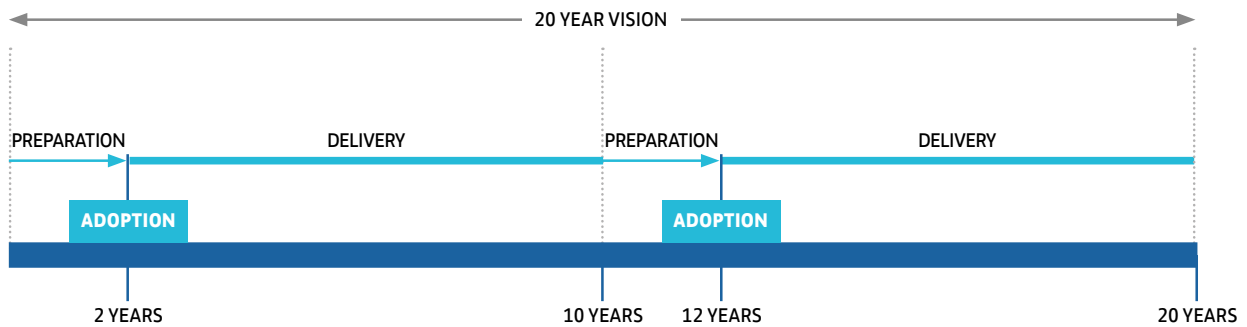 20 YEAR VISION
PREPARATION
DELIVERY
PREPARATION
DELIVERY
ADOPTION
ADOPTION
2 YEARS
10 YEARS
12 YEARS
20 YEARS